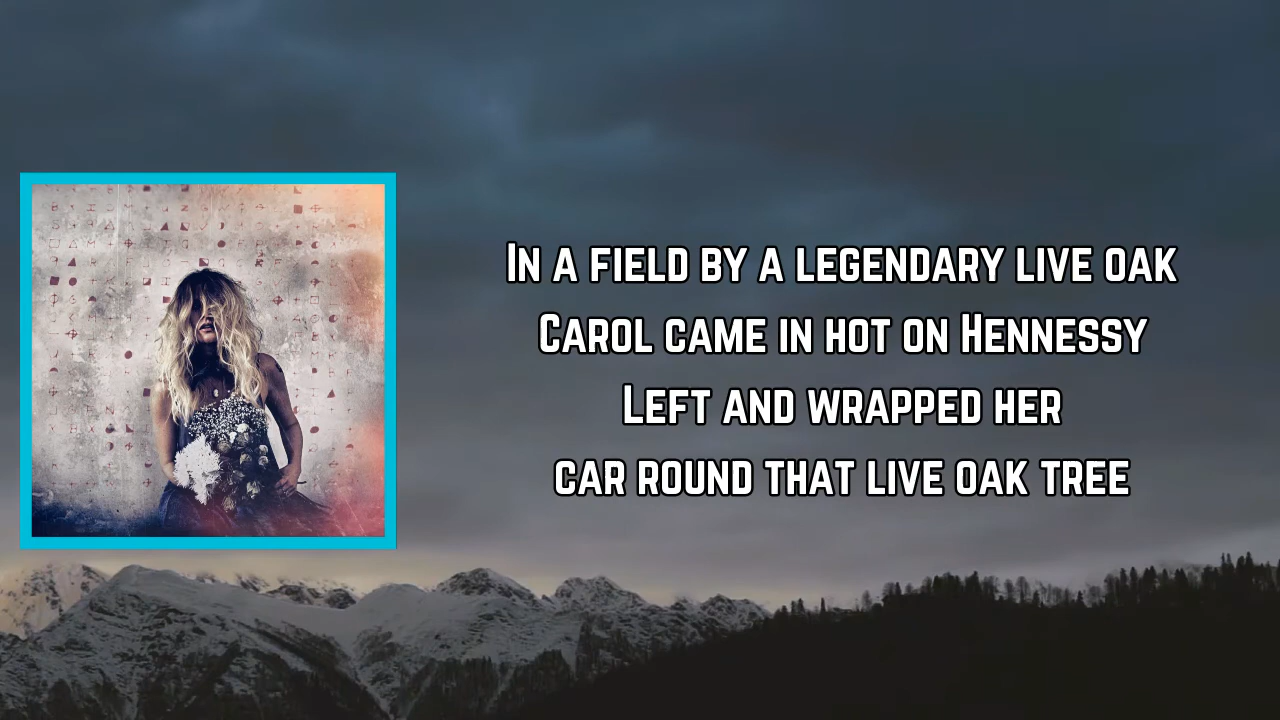 In a field by a legendary live oak
Carol came in hot on Hennessy
Left and wrapped her
car round that live oak tree